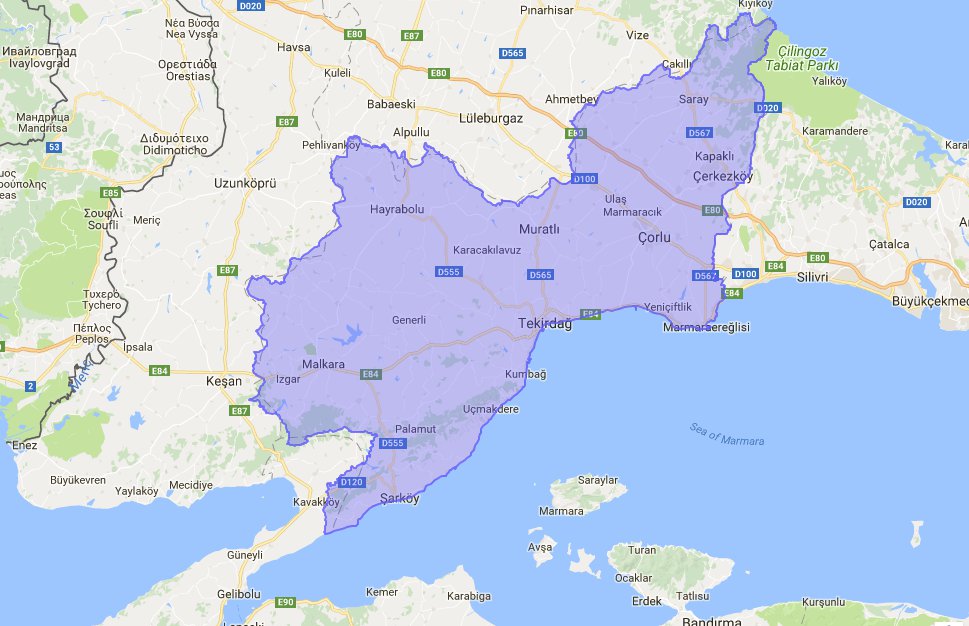 D020
Pınarhisar
Kıyıköy
Νέα Βύσσα
Nea Vyssa
Havsa
E80
E87
Vize
Ивайловград
Ivaylovgrad
Ορεστιάδα
Orestias
Kuleli
E80
D565
Çakıllı
Çilingoz
Tabiat Parkı
Yalıköy
Babaeski
Ahmetbey
Saray
D020
Мандрица
Mandritsa
E87
Lüleburgaz
Karamandere
53
Διδυμότειχο
Didimoticho
Alpullu
Pehlivanköy
E80
D567
Kapaklı
Uzunköprü
D100
Çerkezköy
E85
Σουφλί
Soufli
Meriç
Hayrabolu
Ulaş
Marmaracık
E80
D020
Muratlı
Çorlu
Karacakılavuz
Çatalca
E87
D555
D565
D567
D100
E84
E80
Silivri
Τυχερό
Tychero
E84
Büyükçekmec
Yeniçiftlik
Πέπλος
Peplos
Generli
Tekirdağ
E84
Marmaraereğlisi
İpsala
Malkara
E84
E84
Kumbağ
2
Meriç
Keşan
Izgar
E87
Uçmakdere
Palamut
D555
Sea of Marmara
Enez
Büyükevren
Yaylaköy
Mecidiye
D120
Kavakköy
Şarköy
Saraylar
Marmara
Avşa
Turan
Güneyli
Ocaklar
Gelibolu
E90
Kemer
Karabiga
Erdek
Tatlısu
Kurşunlu
Bandırma